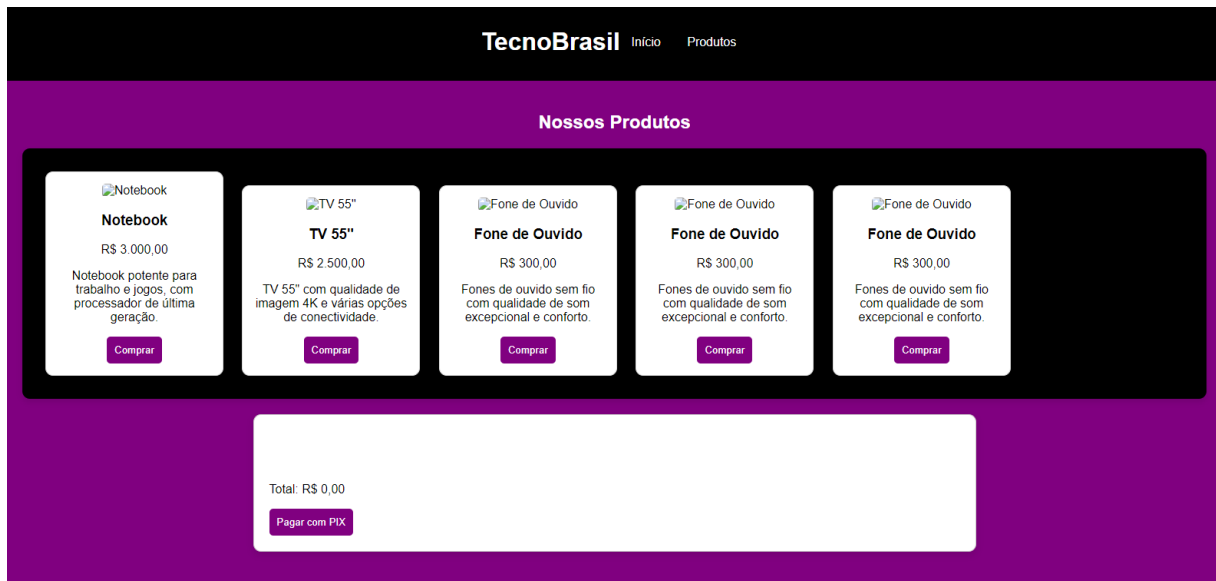 TecnoBrasil Início Produtos
Nossos Produtos
Notebook
Notebook
R$ 3.000,00
Notebook potente para
trabalho e jogos, com
processador de última
geração.
Comprar
TV 55"
TV 55"
R$ 2.500,00
TV 55" com qualidade de
imagem 4K e várias opções
de conectividade.
Comprar
Fone de Ouvido
Fone de Ouvido
R$ 300,00
Fones de ouvido sem fio
com qualidade de som
excepcional e conforto.
Comprar
Fone de Ouvido
Fone de Ouvido
R$ 300,00
Fones de ouvido sem fio
com qualidade de som
excepcional e conforto.
Comprar
Fone de Ouvido
Fone de Ouvido
R$ 300,00
Fones de ouvido sem fio
com qualidade de som
excepcional e conforto.
Comprar
Total: R$ 0,00
Pagar com PIX